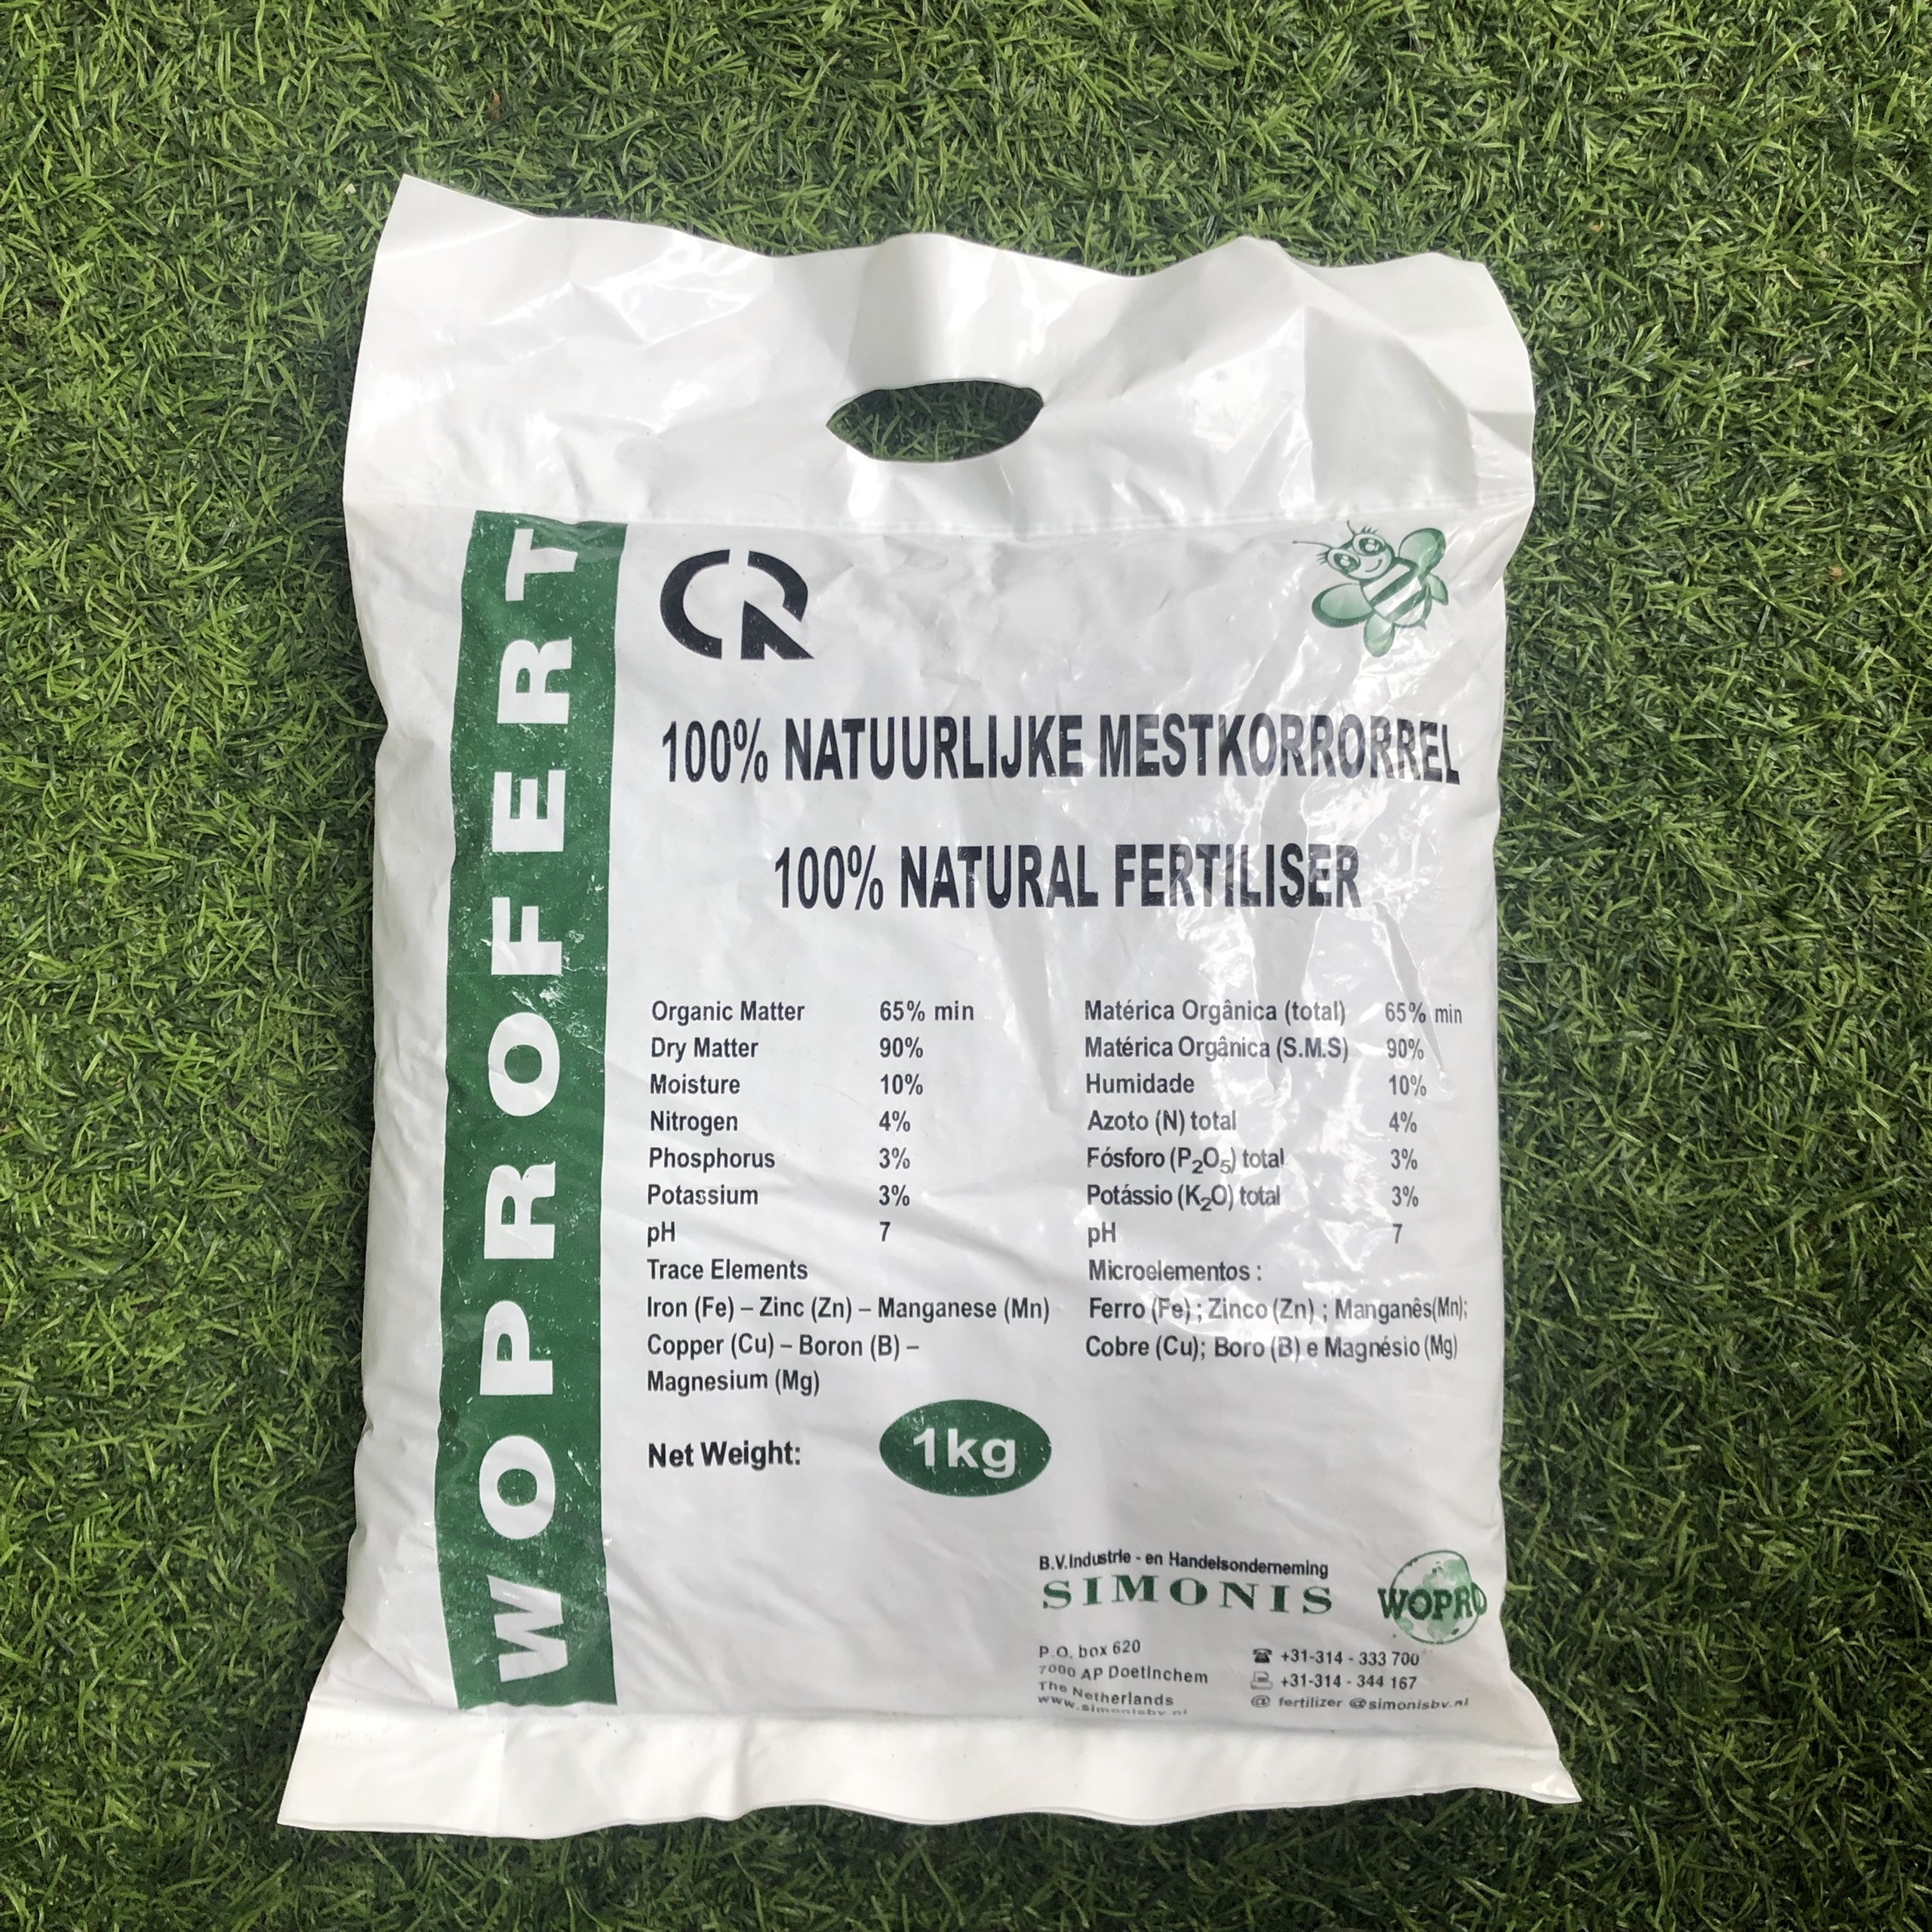 WOPROFERT
CR
100% NATUURLIJKE MESTKORRORREL
100% NATURAL FERTILISER
Organic Matter 65% min
Dry Matter 90%
Moisture 10%
Nitrogen 4%
Phosphorus 3%
Potassium 3%
pH 7
Trace Elements
Iron (Fe) – Zinc (Zn) – Manganese (Mn)
Copper (Cu) – Boron (B) –
Magnesium (Mg)
Matérica Orgânica (total) 65% min
Matérica Orgânica (S.M.S) 90%
Humidade 10%
Azoto (N) total 4%
Fósforo (P₂O₅) total 3%
Potássio (K₂O) total 3%
pH 7
Microelementos :
Ferro (Fe) ; Zinco (Zn) ; Manganês(Mn);
Cobre (Cu); Boro (B) e Magnésio (Mg)
Net Weight: 1kg
B.V.Industrie - en Handelsonderneming
SIMONIS
WOPRO
P.O. box 620
7000 AP Doetinchem
The Netherlands
www.simonisbv.nl
+31-314 - 333 700
+31-314 - 344 167
@ fertilizer @simonisbv.nl